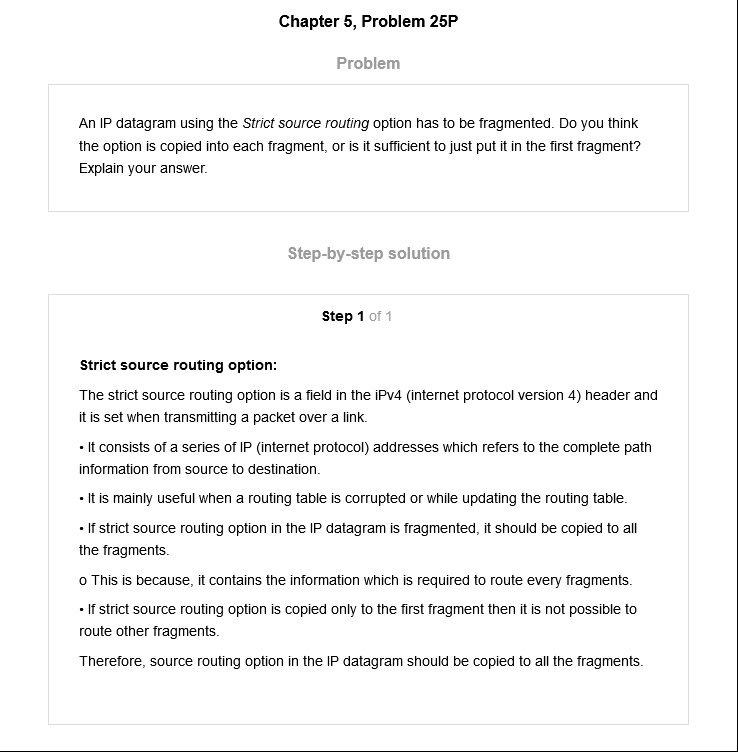 Chapter 5, Problem 25P
Problem
An IP datagram using the Strict source routing option has to be fragmented. Do you think
the option is copied into each fragment, or is it sufficient to just put it in the first fragment?
Explain your answer.
Step-by-step solution
Step 1 of 1
Strict source routing option:
The strict source routing option is a field in the iPv4 (internet protocol version 4) header and
it is set when transmitting a packet over a link.
• It consists of a series of IP (internet protocol) addresses which refers to the complete path
information from source to destination.
• It is mainly useful when a routing table is corrupted or while updating the routing table.
• If strict source routing option in the IP datagram is fragmented, it should be copied to all
the fragments.
o This is because, it contains the information which is required to route every fragments.
• If strict source routing option is copied only to the first fragment then it is not possible to
route other fragments.
Therefore, source routing option in the IP datagram should be copied to all the fragments.